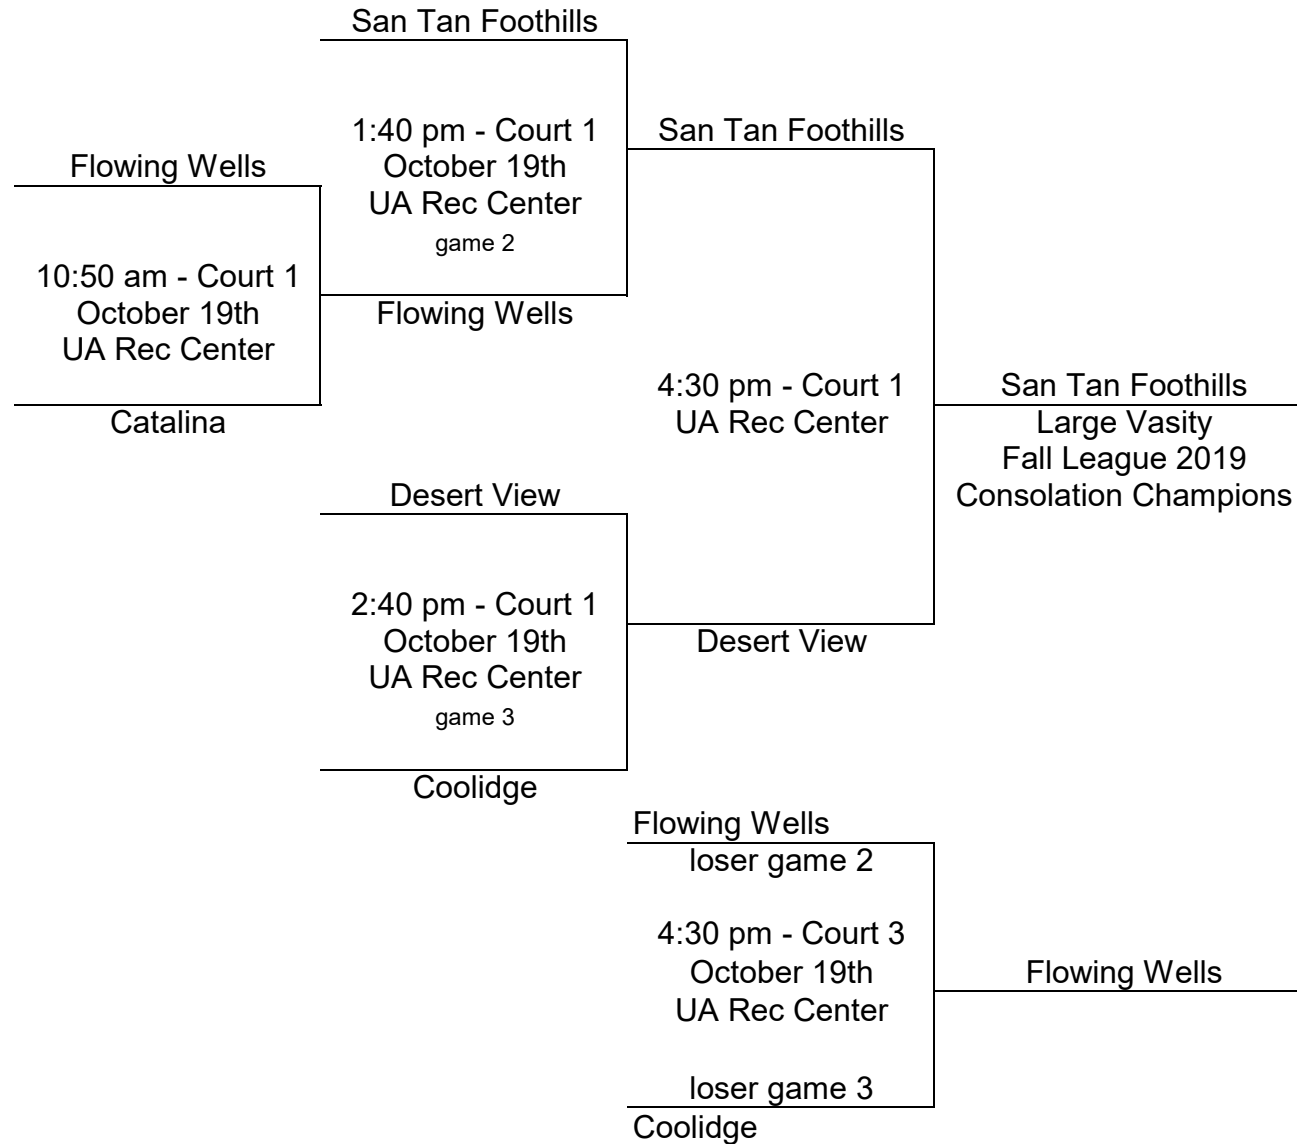 San Tan Foothills
1:40 pm - Court 1
October 19th
UA Rec Center
game 2
San Tan Foothills
Flowing Wells
10:50 am - Court 1
October 19th
UA Rec Center
Flowing Wells
Catalina
4:30 pm - Court 1
UA Rec Center
San Tan Foothills
Large Vasity
Fall League 2019
Consolation Champions
Desert View
2:40 pm - Court 1
October 19th
UA Rec Center
game 3
Desert View
Coolidge
Flowing Wells
loser game 2
4:30 pm - Court 3
October 19th
UA Rec Center
Flowing Wells
loser game 3
Coolidge